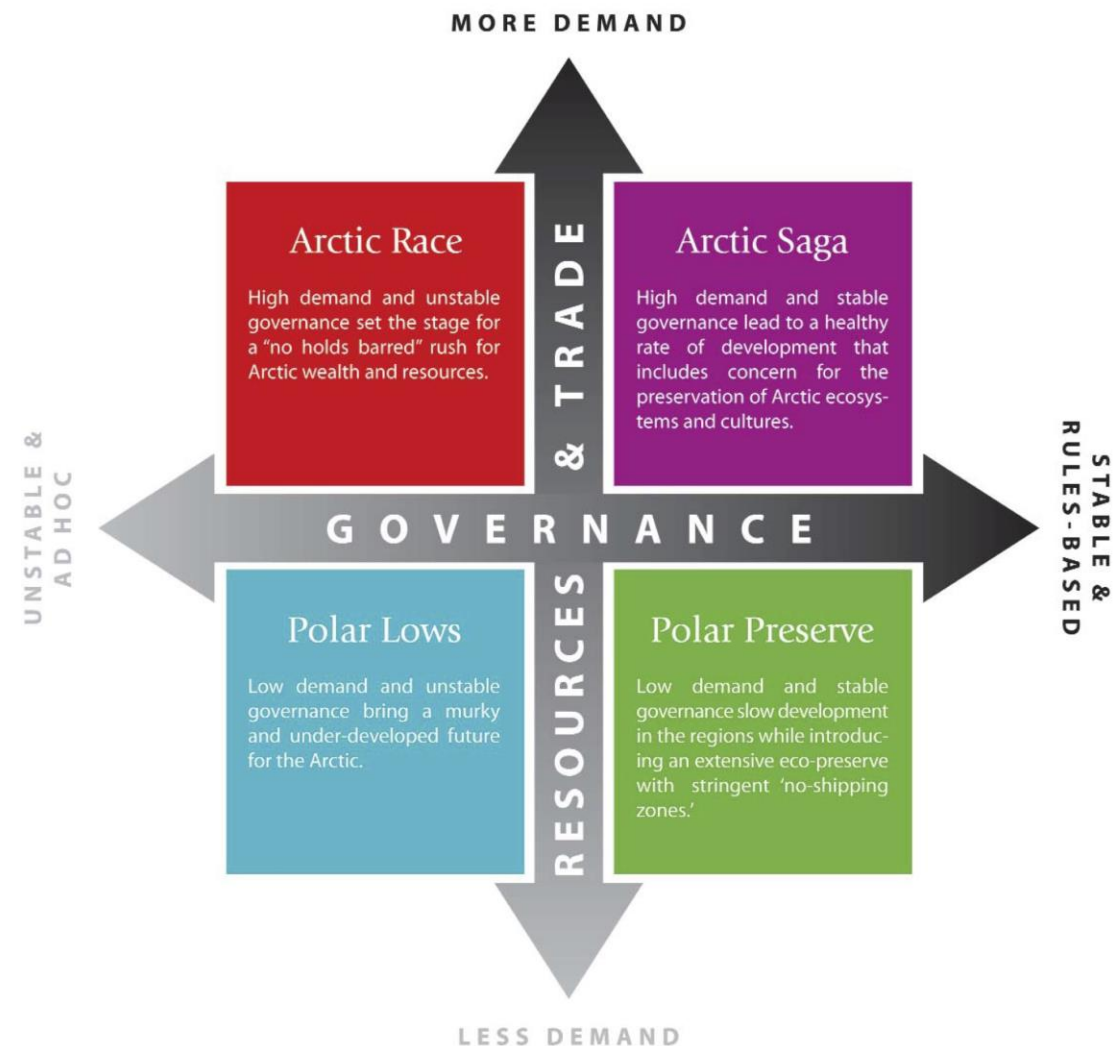 MORE DEMAND
Arctic Race
High demand and unstable
governance set the stage for
a “no holds barred” rush for
Arctic wealth and resources.
Arctic Saga
High demand and stable
governance lead to a healthy
rate of development that
includes concern for the
preservation of Arctic ecosys-
tems and cultures.
UNSTABLE &
AD HOC
GOVERNANCE
RESOURCES & TRADE
STABLE &
RULES-BASED
Polar Lows
Low demand and unstable
governance bring a murky
and under-developed future
for the Arctic.
Polar Preserve
Low demand and stable
governance slow development
in the regions while introduc-
ing an extensive eco-preserve
with stringent ‘no-shipping
zones.’
LESS DEMAND